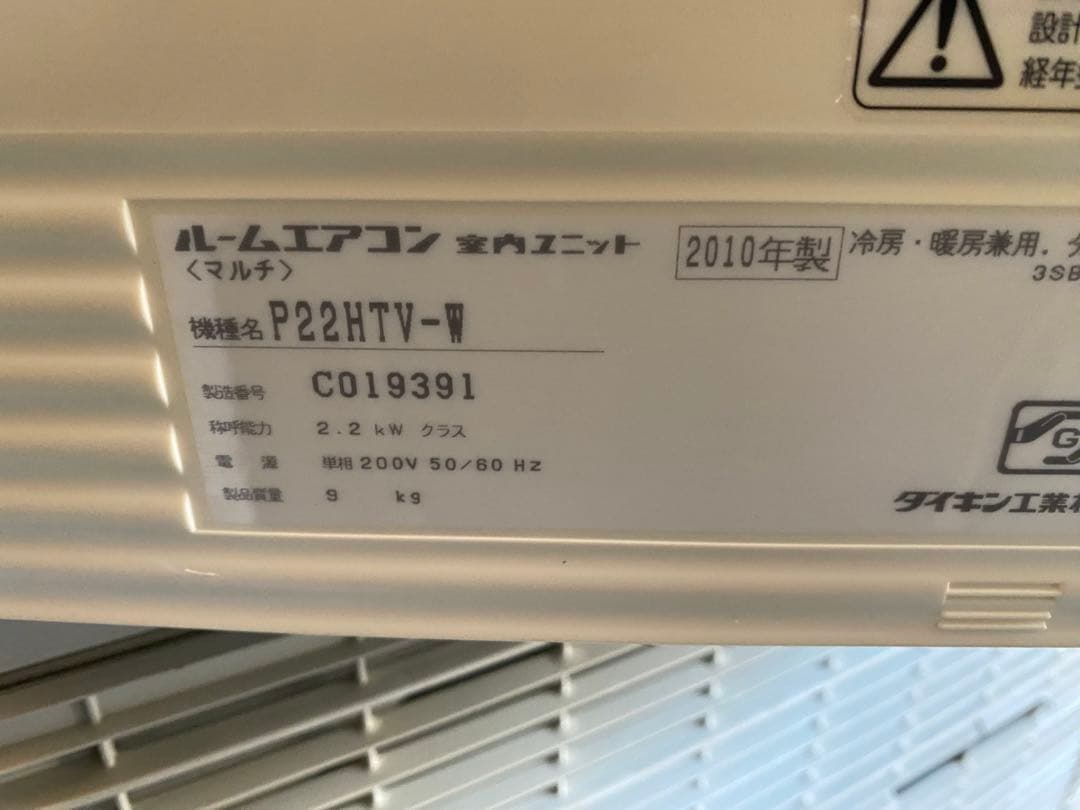 設計
経年
ルームエアコン 室内ユニット 2010年製 冷房・暖房兼用.
〈マルチ〉 3SB
機種名 P22HTV-W
製造番号 C019391
称呼能力 2.2 kW クラス
電源 単相 200V 50/60 Hz
製品質量 9 kg
G
ダイキン工業株